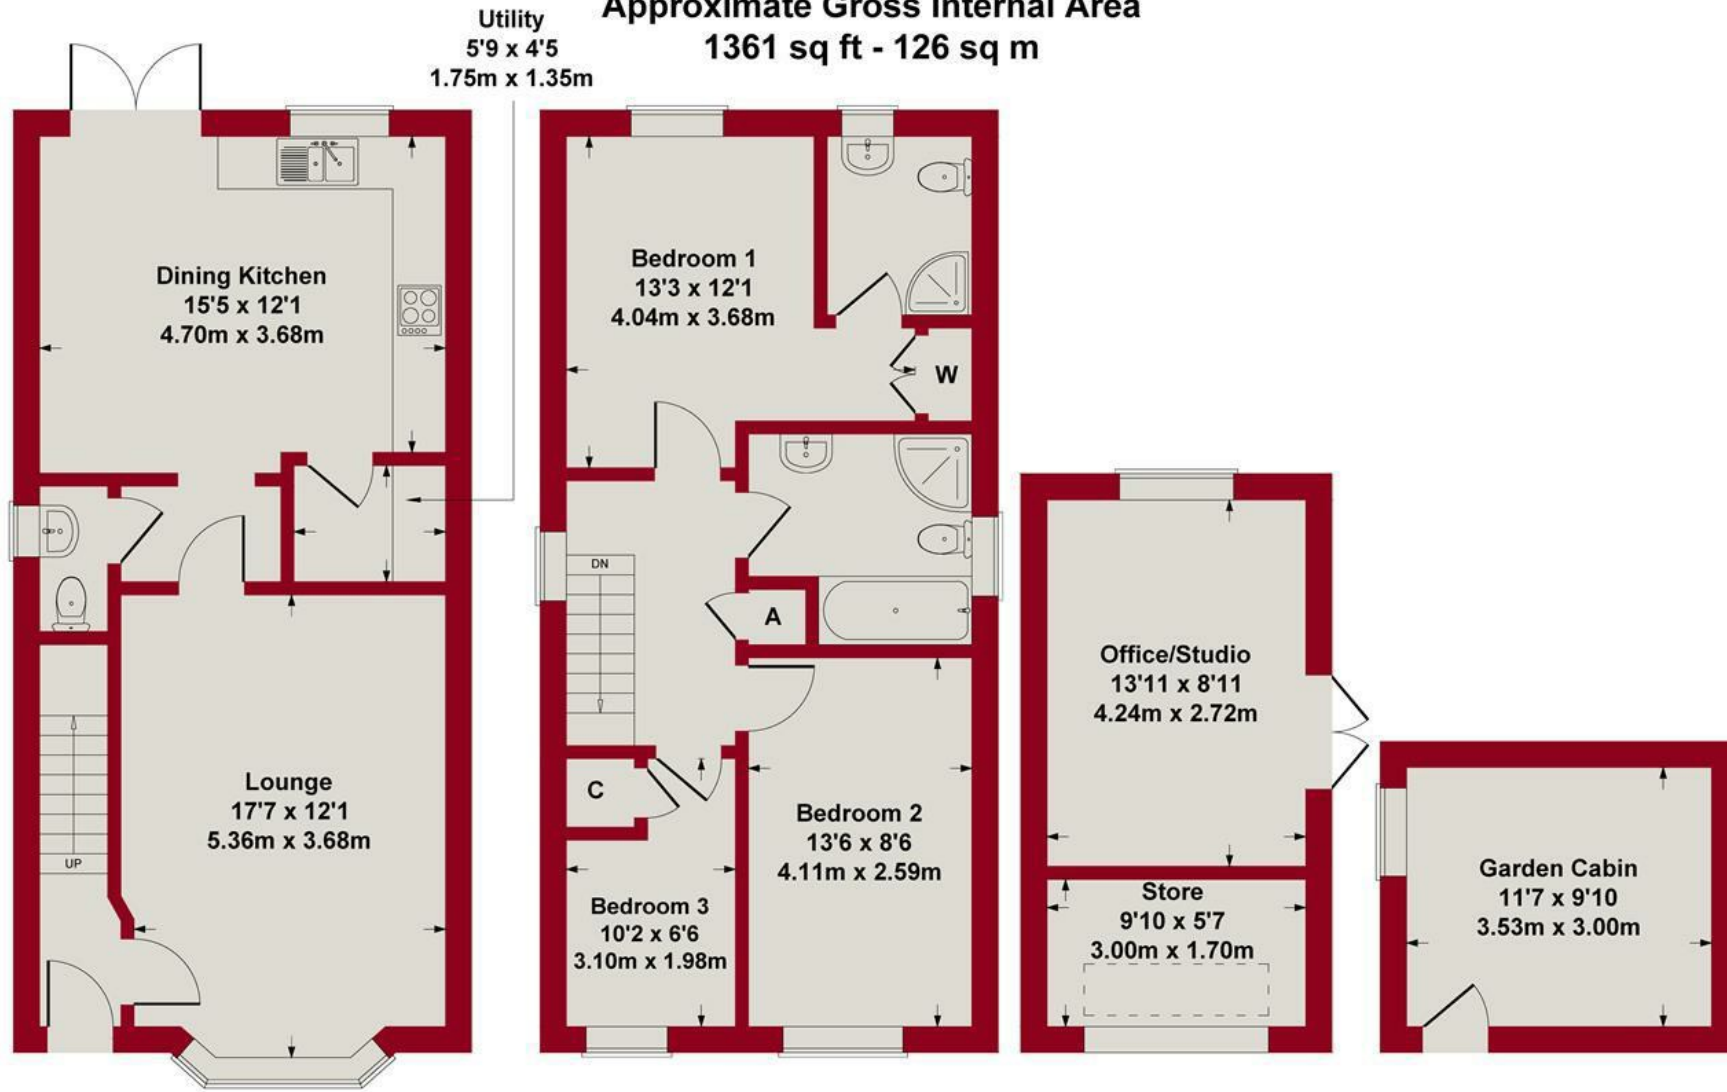 Approximate Gross Internal Area
1361 sq ft - 126 sq m
Utility
5'9 x 4'5
1.75m x 1.35m
Dining Kitchen
15'5 x 12'1
4.70m x 3.68m
Lounge
17'7 x 12'1
5.36m x 3.68m
UP
Bedroom 1
13'3 x 12'1
4.04m x 3.68m
W
DN
A
C
Bedroom 2
13'6 x 8'6
4.11m x 2.59m
Bedroom 3
10'2 x 6'6
3.10m x 1.98m
Office/Studio
13'11 x 8'11
4.24m x 2.72m
Store
9'10 x 5'7
3.00m x 1.70m
Garden Cabin
11'7 x 9'10
3.53m x 3.00m